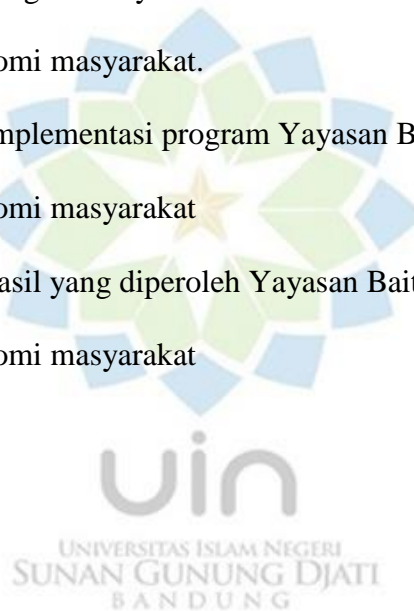 omi masyarakat.
mplementasi program Yayasan B
omi masyarakat
asil yang diperoleh Yayasan Bait
omi masyarakat
uin
UNIVERSITAS ISLAM NEGERI
SUNAN GUNUNG DJATI
BANDUNG